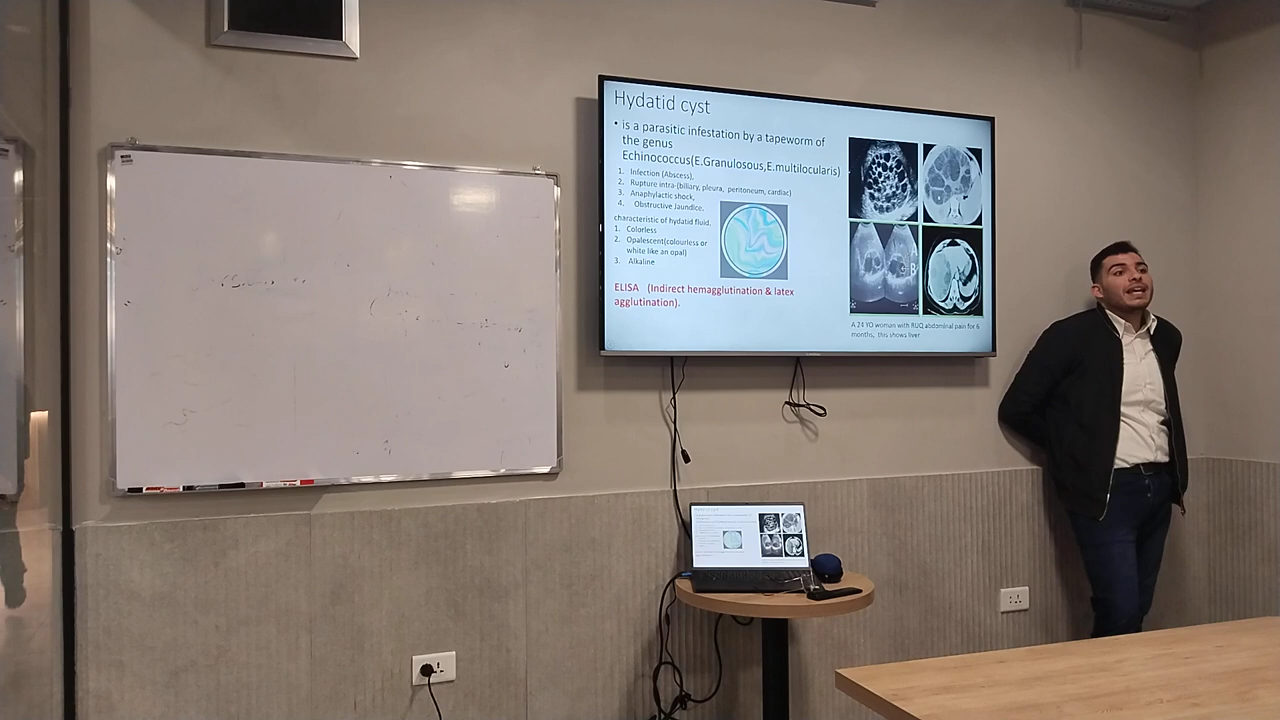 Hydatid cyst
• is a parasitic infestation by a tapeworm of
the genus
Echinococcus(E.Granulosous,E.multilocularis)
1. Infection (Abscess),
2. Rupture intra-(biliary, pleura, peritoneum, cardiac)
3. Anaphylactic shock,
4. Obstructive Jaundice.
characteristic of hydatid fluid.
1. Colorless
2. Opalescent(colourless or
white like an opal)
3. Alkaline
ELISA (Indirect hemagglutination & latex
agglutination).
A 24 YO woman with RUQ abdominal pain for 6
months, this shows liver